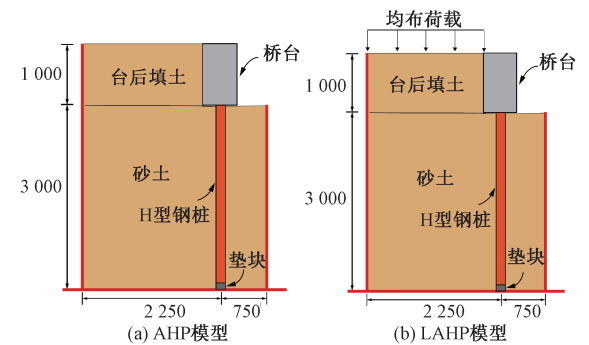 1 000
台后填土
桥台
3 000
砂土
H型钢桩
垫块
2 250
750
(a) AHP模型
均布荷载
1 000
台后填土
桥台
3 000
砂土
H型钢桩
垫块
2 250
750
(b) LAHP模型